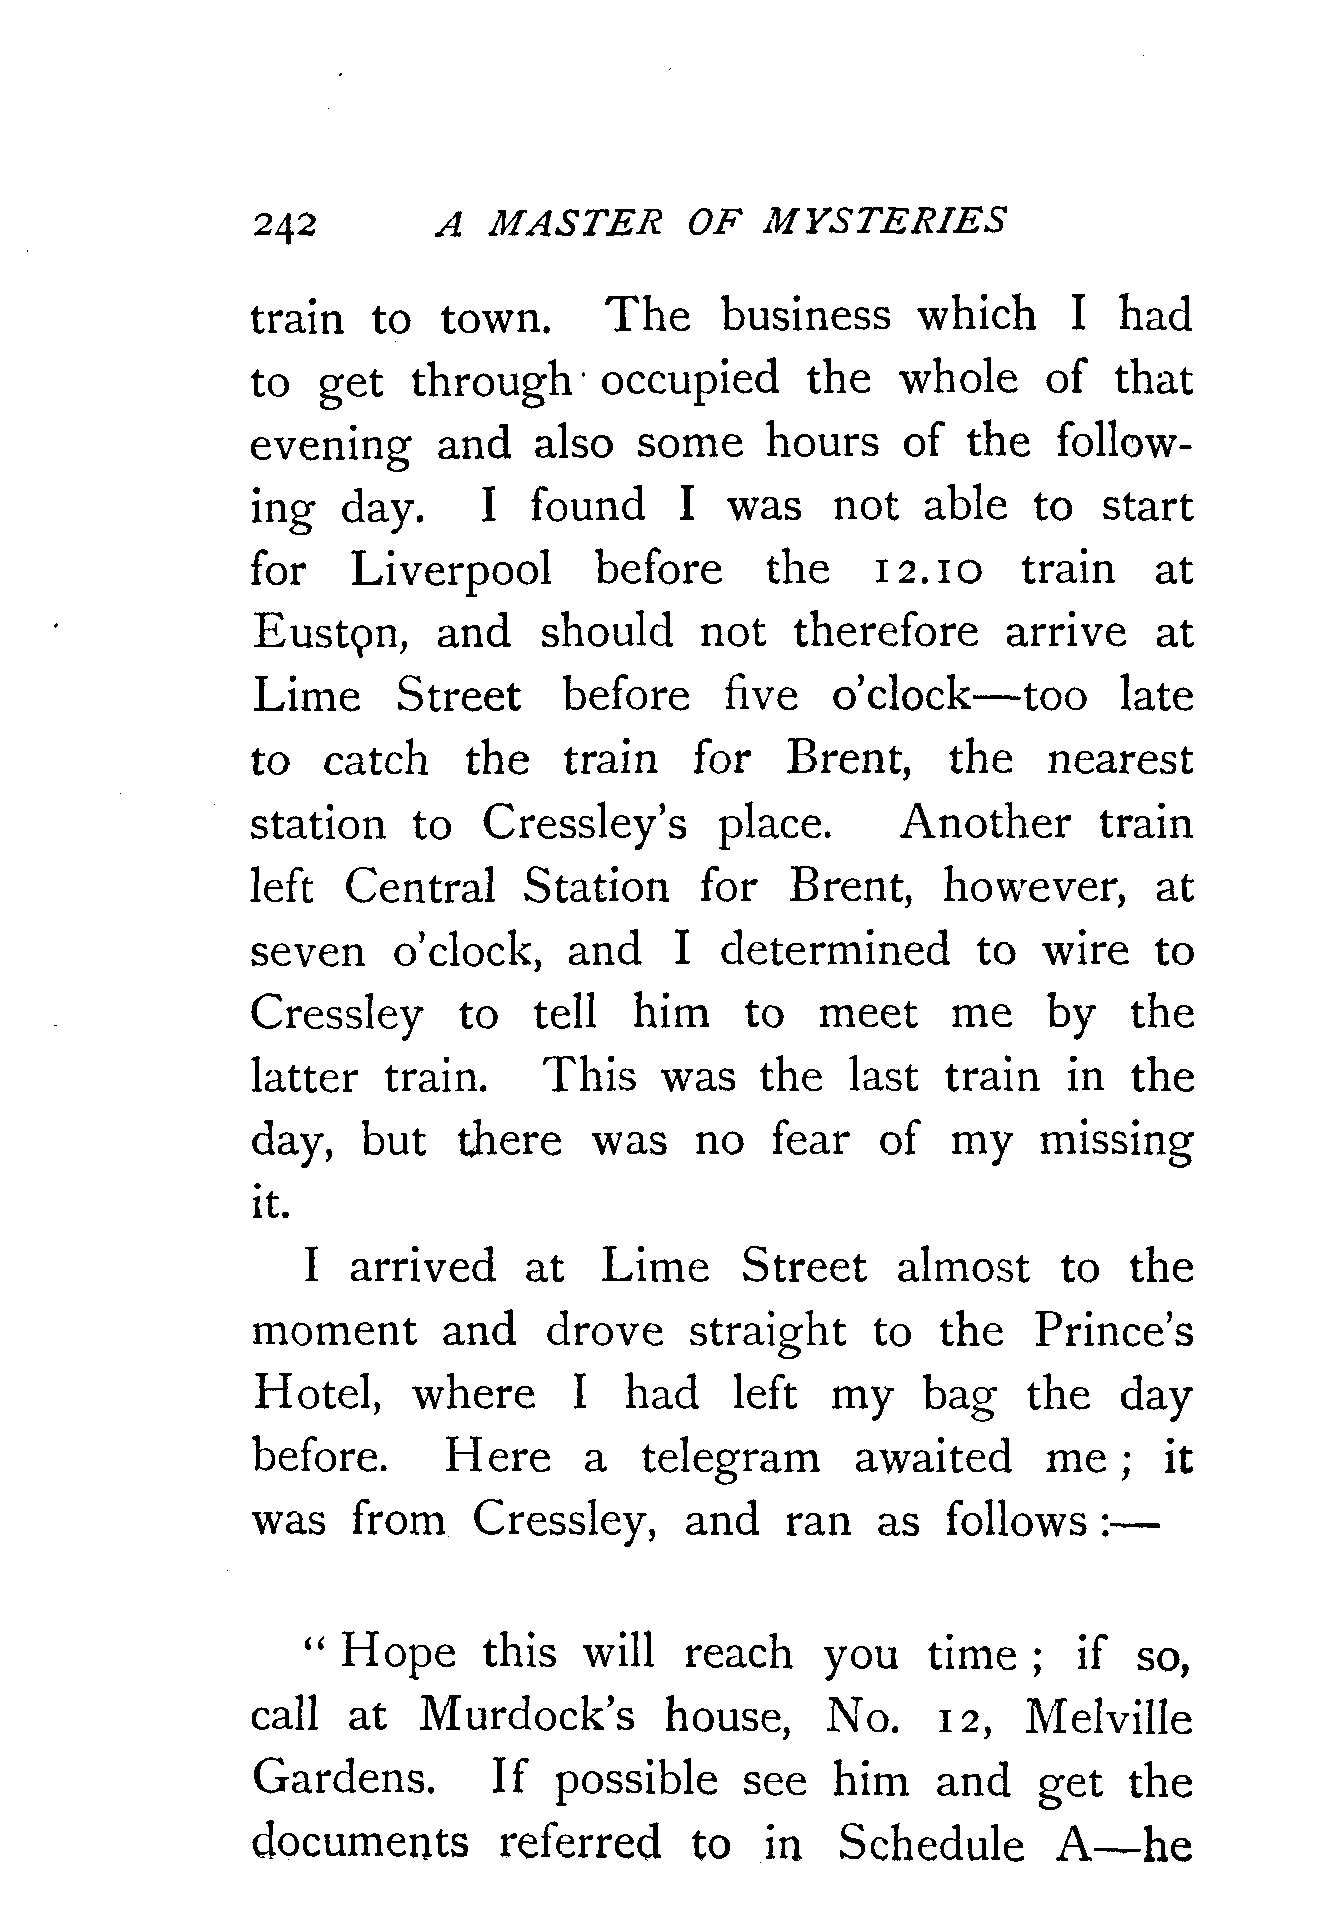 242 A MASTER OF MYSTERIES
train to town. The business which I had
to get through occupied the whole of that
evening and also some hours of the follow-
ing day. I found I was not able to start
for Liverpool before the 12.10 train at
Euston, and should not therefore arrive at
Lime Street before five o'clock—too late
to catch the train for Brent, the nearest
station to Cressley's place. Another train
left Central Station for Brent, however, at
seven o'clock, and I determined to wire to
Cressley to tell him to meet me by the
latter train. This was the last train in the
day, but there was no fear of my missing
it.
I arrived at Lime Street almost to the
moment and drove straight to the Prince's
Hotel, where I had left my bag the day
before. Here a telegram awaited me ; it
was from Cressley, and ran as follows :—
“ Hope this will reach you time ; if so,
call at Murdock's house, No. 12, Melville
Gardens. If possible see him and get the
documents referred to in Schedule A—he